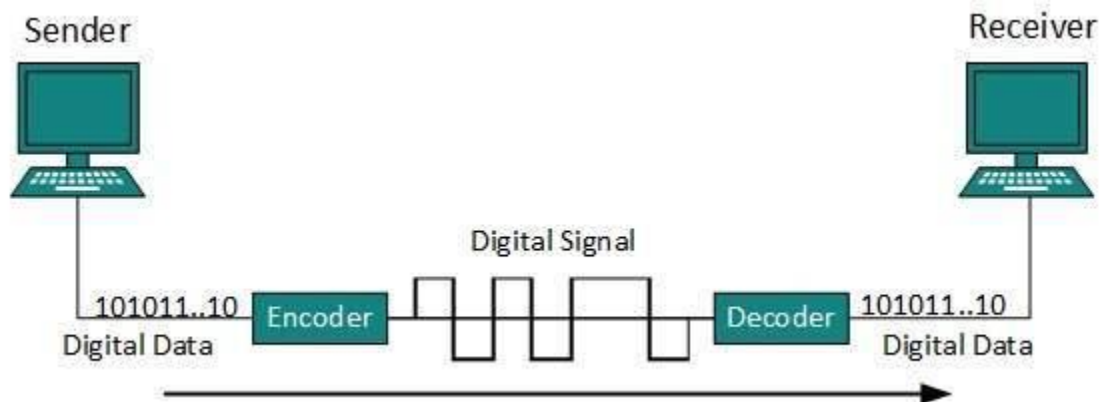 Sender
Receiver
Digital Signal
101011..10
Encoder
Decoder
101011..10
Digital Data
Digital Data